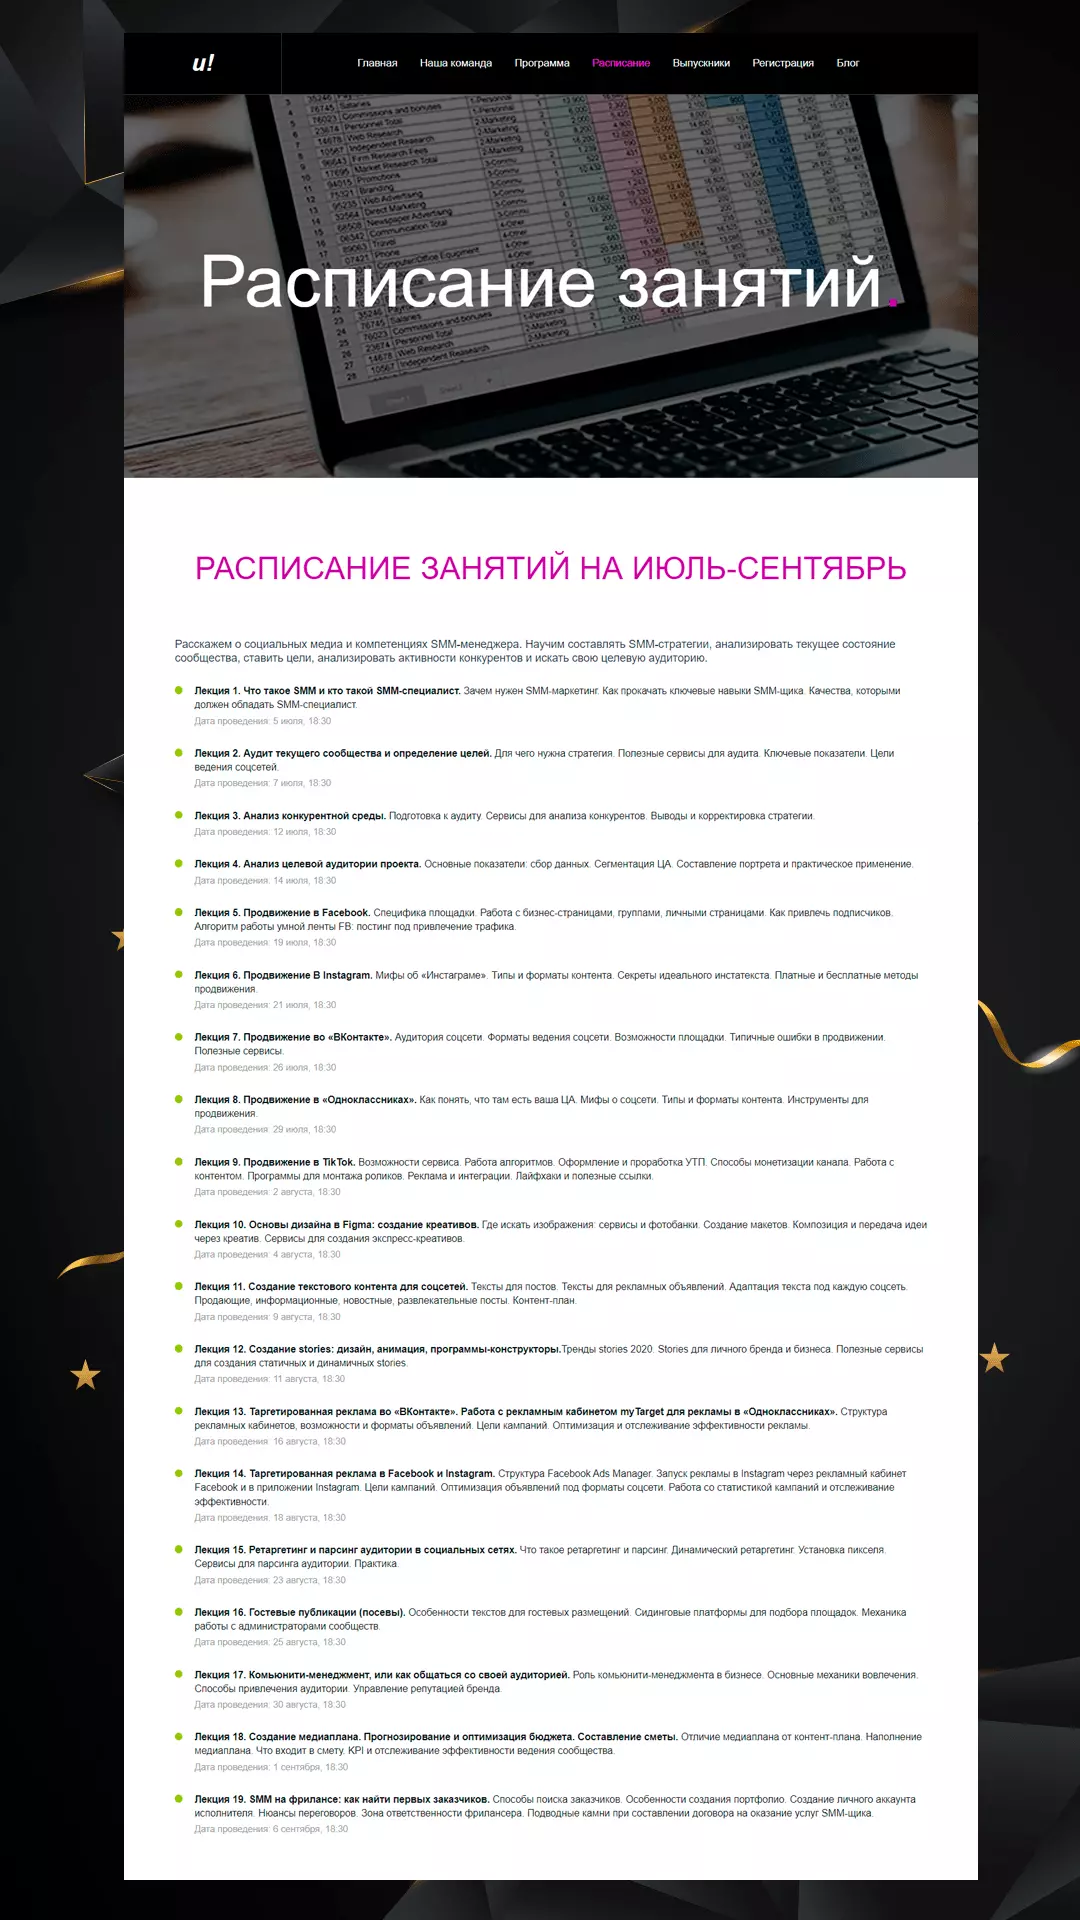 u!
Главная Наша команда Программа Расписание Выпускники Регистрация Блог
Расписание занятий.
РАСПИСАНИЕ ЗАНЯТИЙ НА ИЮЛЬ-СЕНТЯБРЬ
Расскажем о социальных медиа и компетенциях SMM-менеджера. Научим составлять SMM-стратегии, анализировать текущее состояние
сообщества, ставить цели, анализировать активности конкурентов и искать свою целевую аудиторию.
Лекция 1. Что такое SMM и кто такой SMM-специалист. Зачем нужен SMM-маркетинг. Как прокачать ключевые навыки SMM-щика. Качества, которыми
должен обладать SMM-специалист.
Дата проведения: 5 июля, 18:30
Лекция 2. Аудит текущего сообщества и определение целей. Для чего нужна стратегия. Полезные сервисы для аудита. Ключевые показатели. Цели
ведения соцсетей.
Дата проведения: 7 июля, 18:30
Лекция 3. Анализ конкурентной среды. Подготовка к аудиту. Сервисы для анализа конкурентов. Выводы и корректировка стратегии.
Дата проведения: 12 июля, 18:30
Лекция 4. Анализ целевой аудитории проекта. Основные показатели: сбор данных. Сегментация ЦА. Составление портрета и практическое применение.
Дата проведения: 14 июля, 18:30
Лекция 5. Продвижение в Facebook. Специфика площадки. Работа с бизнес-страницами, группами, личными страницами. Как привлечь подписчиков.
Алгоритм работы умной ленты FB: постинг под привлечение трафика.
Дата проведения: 19 июля, 18:30
Лекция 6. Продвижение В Instagram. Мифы об «Инстаграме». Типы и форматы контента. Секреты идеального инстатекста. Платные и бесплатные методы
продвижения.
Дата проведения: 21 июля, 18:30
Лекция 7. Продвижение во «ВКонтакте». Аудитория соцсети. Форматы ведения соцсети. Возможности площадки. Типичные ошибки в продвижении.
Полезные сервисы.
Дата проведения: 26 июля, 18:30
Лекция 8. Продвижение в «Одноклассниках». Как понять, что там есть ваша ЦА. Мифы о соцсети. Типы и форматы контента. Инструменты для
продвижения.
Дата проведения: 29 июля, 18:30
Лекция 9. Продвижение в TikTok. Возможности сервиса. Работа алгоритмов. Оформление и проработка УТП. Способы монетизации канала. Работа с
контентом. Программы для монтажа роликов. Реклама и интеграции. Лайфхаки и полезные ссылки.
Дата проведения: 2 августа, 18:30
Лекция 10. Основы дизайна в Figma: создание креативов. Где искать изображения: сервисы и фотобанки. Создание макетов. Композиция и передача идеи
через креатив. Сервисы для создания экспресс-креативов.
Дата проведения: 4 августа, 18:30
Лекция 11. Создание текстового контента для соцсетей. Тексты для постов. Тексты для рекламных объявлений. Адаптация текста под каждую соцсеть.
Продающие, информационные, новостные, развлекательные посты. Контент-план.
Дата проведения: 9 августа, 18:30
Лекция 12. Создание stories: дизайн, анимация, программы-конструкторы.Тренды stories 2020. Stories для личного бренда и бизнеса. Полезные сервисы
для создания статичных и динамичных stories.
Дата проведения: 11 августа, 18:30
Лекция 13. Таргетированная реклама во «ВКонтакте». Работа с рекламным кабинетом myTarget для рекламы в «Одноклассниках». Структура
рекламных кабинетов, возможности и форматы объявлений. Цели кампаний. Оптимизация и отслеживание эффективности рекламы.
Дата проведения: 16 августа, 18:30
Лекция 14. Таргетированная реклама в Facebook и Instagram. Структура Facebook Ads Manager. Запуск рекламы в Instagram через рекламный кабинет
Facebook и в приложении Instagram. Цели кампаний. Оптимизация объявлений под форматы соцсети. Работа со статистикой кампаний и отслеживание
эффективности.
Дата проведения: 18 августа, 18:30
Лекция 15. Ретаргетинг и парсинг аудитории в социальных сетях. Что такое ретаргетинг и парсинг. Динамический ретаргетинг. Установка пикселя.
Сервисы для парсинга аудитории. Практика.
Дата проведения: 23 августа, 18:30
Лекция 16. Гостевые публикации (посевы). Особенности текстов для гостевых размещений. Сидинговые платформы для подбора площадок. Механика
работы с администраторами сообществ.
Дата проведения: 25 августа, 18:30
Лекция 17. Комьюнити-менеджмент, или как общаться со своей аудиторией. Роль комьюнити-менеджмента в бизнесе. Основные механики вовлечения.
Способы привлечения аудитории. Управление репутацией бренда.
Дата проведения: 30 августа, 18:30
Лекция 18. Создание медиаплана. Прогнозирование и оптимизация бюджета. Составление сметы. Отличие медиаплана от контент-плана. Наполнение
медиаплана. Что входит в смету. KPI и отслеживание эффективности ведения сообщества.
Дата проведения: 1 сентября, 18:30
Лекция 19. SMM на фрилансе: как найти первых заказчиков. Способы поиска заказчиков. Особенности создания портфолио. Создание личного аккаунта
исполнителя. Нюансы переговоров. Зона ответственности фрилансера. Подводные камни при составлении договора на оказание услуг SMM-щика.
Дата проведения: 6 сентября, 18:30